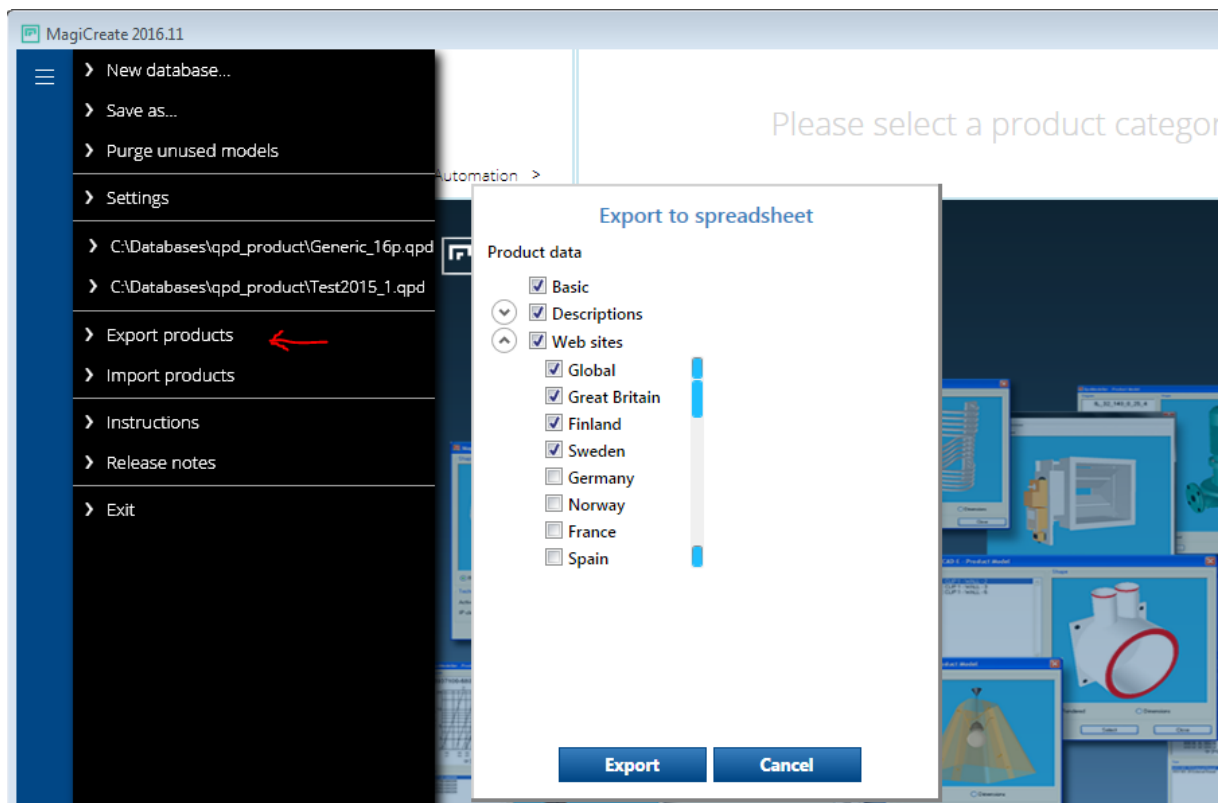 MagiCreate 2016.11
New database...
Save as...
Purge unused models
Settings
C:\Databases\qpd_product\Generic_16p.qpd
C:\Databases\qpd_product\Test2015_1.qpd
Export products
Import products
Instructions
Release notes
Exit
Please select a product categor
Automation >
Export to spreadsheet
Product data
Basic
Descriptions
Web sites
Global
Great Britain
Finland
Sweden
Germany
Norway
France
Spain
Export
Cancel